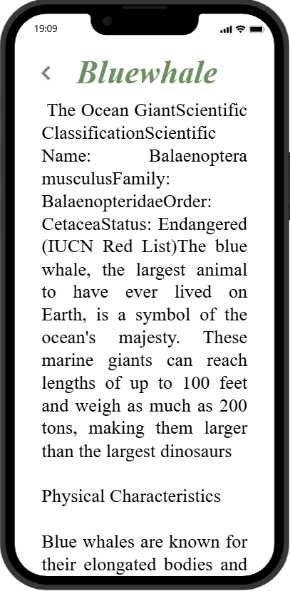 19:09
Bluewhale
The Ocean GiantScientific
ClassificationScientific
Name: Balaenoptera
musculusFamily:
BalaenopteridaeOrder:
CetaceaStatus: Endangered
(IUCN Red List)The blue
whale, the largest animal
to have ever lived on
Earth, is a symbol of the
ocean's majesty. These
marine giants can reach
lengths of up to 100 feet
and weigh as much as 200
tons, making them larger
than the largest dinosaurs
Physical Characteristics
Blue whales are known for
their elongated bodies and